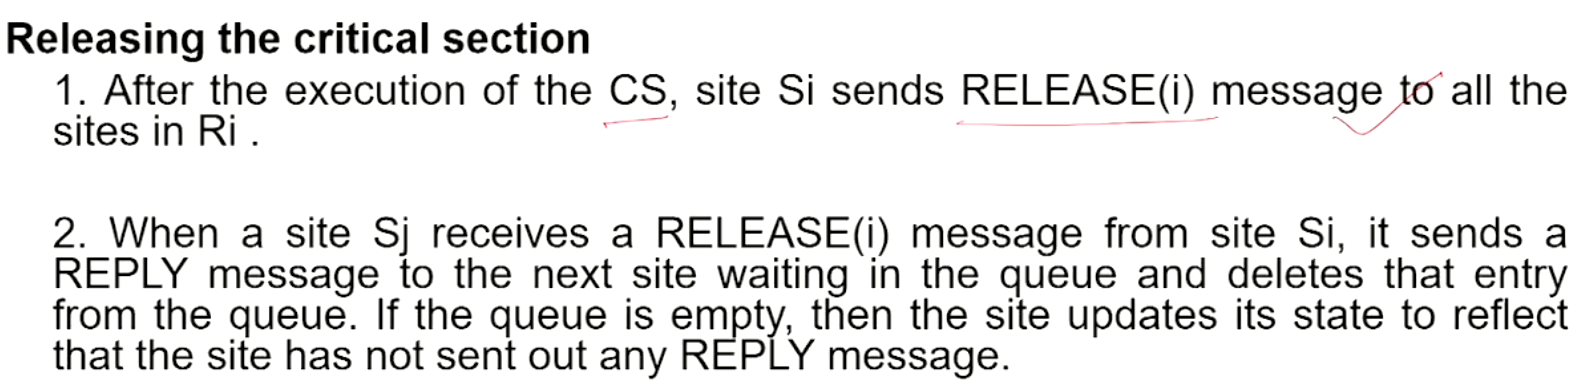 Releasing the critical section
1. After the execution of the CS, site Si sends RELEASE(i) message to all the
sites in Ri .
2. When a site Sj receives a RELEASE(i) message from site Si, it sends a
REPLY message to the next site waiting in the queue and deletes that entry
from the queue. If the queue is empty, then the site updates its state to reflect
that the site has not sent out any REPLY message.